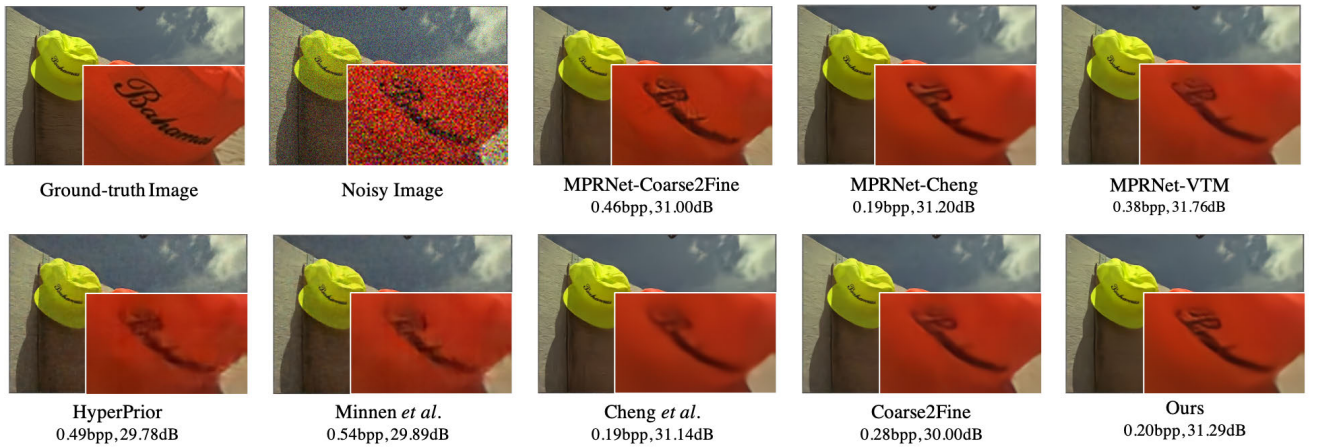 Bahamas
Ground-truth Image
Noisy Image
MPRNet-Coarse2Fine
0.46bpp,31.00dB
MPRNet-Cheng
0.19bpp,31.20dB
MPRNet-VTM
0.38bpp,31.76dB
HyperPrior
0.49bpp,29.78dB
Minnen et al.
0.54bpp,29.89dB
Cheng et al.
0.19bpp,31.14dB
Coarse2Fine
0.28bpp,30.00dB
Ours
0.20bpp,31.29dB